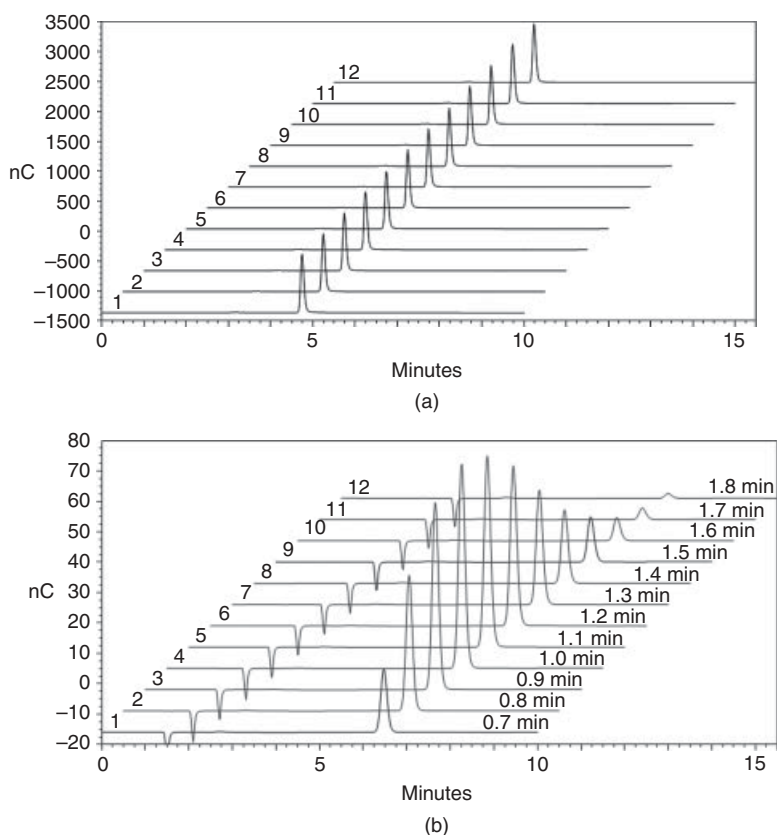 3500
3000
2500
2000
1500
1000
500
0
–500
–1000
–1500
nC
12
11
10
9
8
7
6
5
4
3
2
1
0 5 10 15
Minutes
(a)
80
70
60
50
40
30
20
10
0
–10
–20
nC
12 1.8 min
11 1.7 min
10 1.6 min
9 1.5 min
8 1.4 min
7 1.3 min
6 1.2 min
5 1.1 min
4 1.0 min
3 0.9 min
2 0.8 min
1 0.7 min
0 5 10 15
Minutes
(b)